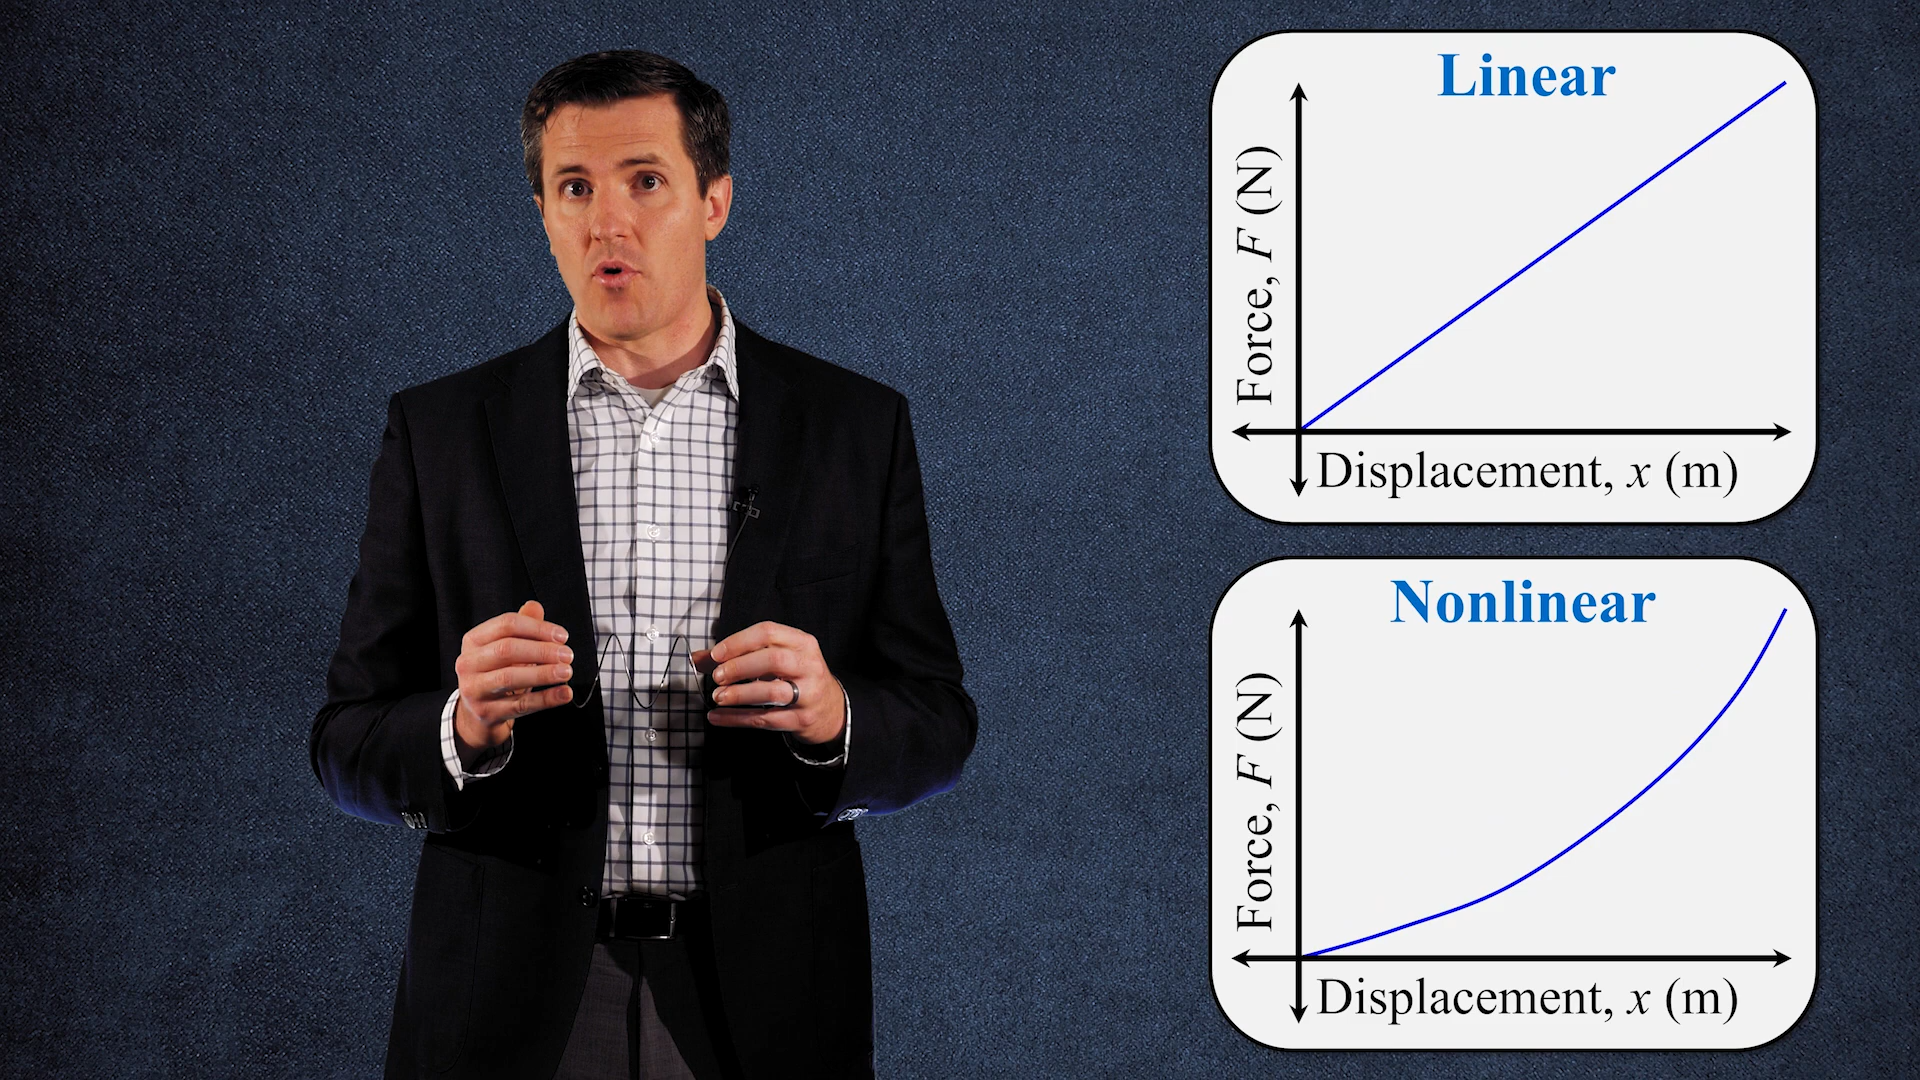 Linear
Force, F (N)
Displacement, x (m)
Nonlinear
Force, F (N)
Displacement, x (m)